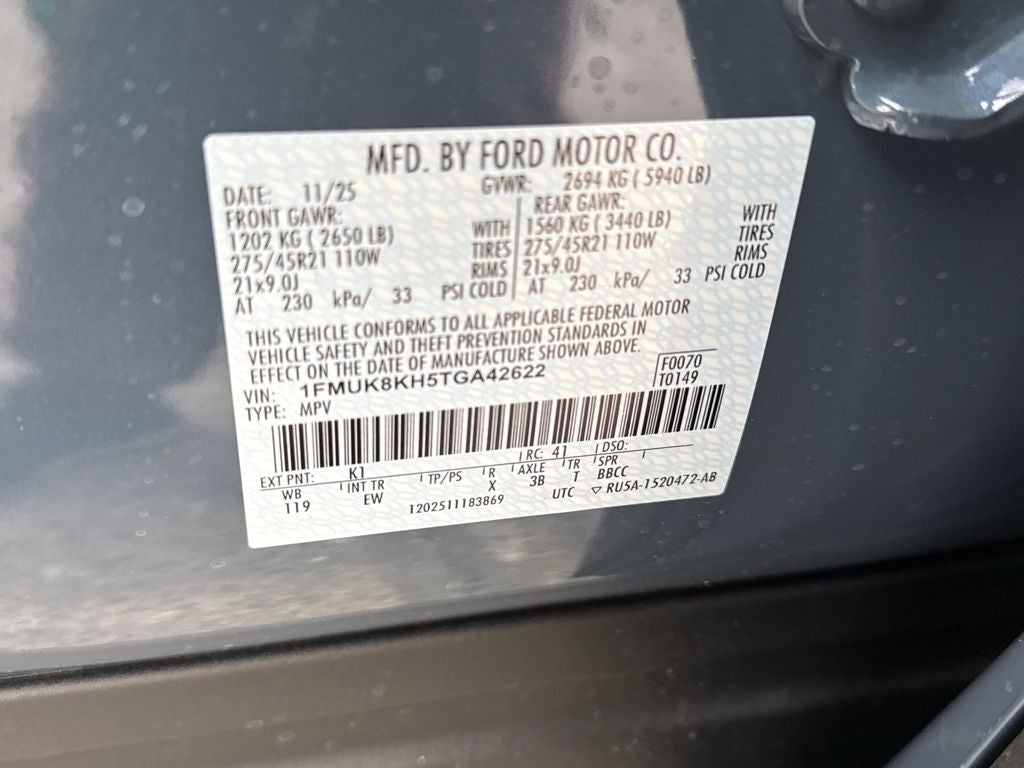 MFD. BY FORD MOTOR CO.
DATE: 11/25 GVWR: 2694 KG ( 5940 LB)
FRONT GAWR: REAR GAWR:
1202 KG ( 2650 LB) WITH 1560 KG ( 3440 LB) WITH
275/45R21 110W TIRES 275/45R21 110W TIRES
21x9.0J RIMS 21x9.0J RIMS
AT 230 kPa/ 33 PSI COLD AT 230 kPa/ 33 PSI COLD
THIS VEHICLE CONFORMS TO ALL APPLICABLE FEDERAL MOTOR
VEHICLE SAFETY AND THEFT PREVENTION STANDARDS IN
EFFECT ON THE DATE OF MANUFACTURE SHOWN ABOVE.
VIN: 1FMUK8KH5TGA42622 F0070
TYPE: MPV T0149
EXT PNT: K1 RC: 41 DSO:
WB INT TR TP/PS R AXLE TR SPR
119 EW X 3B T BBCC
1202511183869 UTC ▽ RU5A-1520472-AB